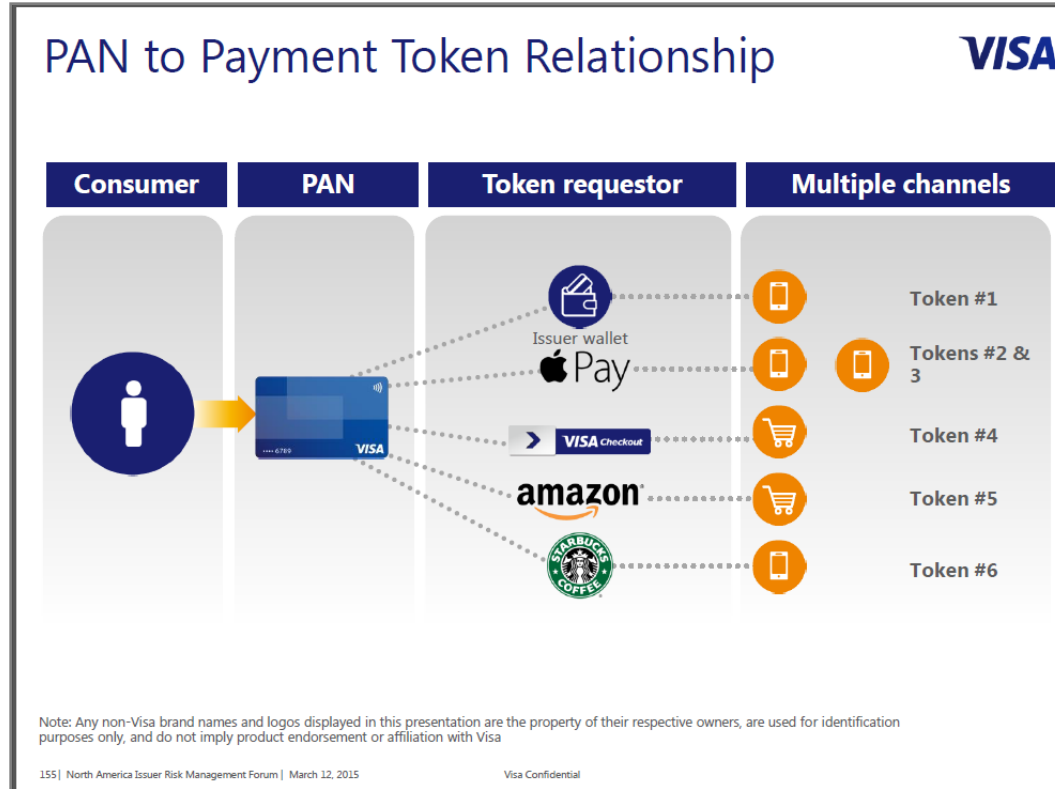 PAN to Payment Token Relationship
VISA
Consumer
PAN
Token requestor
Multiple channels
Issuer wallet
Token #1
Pay
Tokens #2 &
3
.... 6789
VISA
VISA Checkout
Token #4
amazon
Token #5
STARBUCKS
COFFEE
Token #6
Note: Any non-Visa brand names and logos displayed in this presentation are the property of their respective owners, are used for identification
purposes only, and do not imply product endorsement or affiliation with Visa
155| North America Issuer Risk Management Forum | March 12, 2015
Visa Confidential